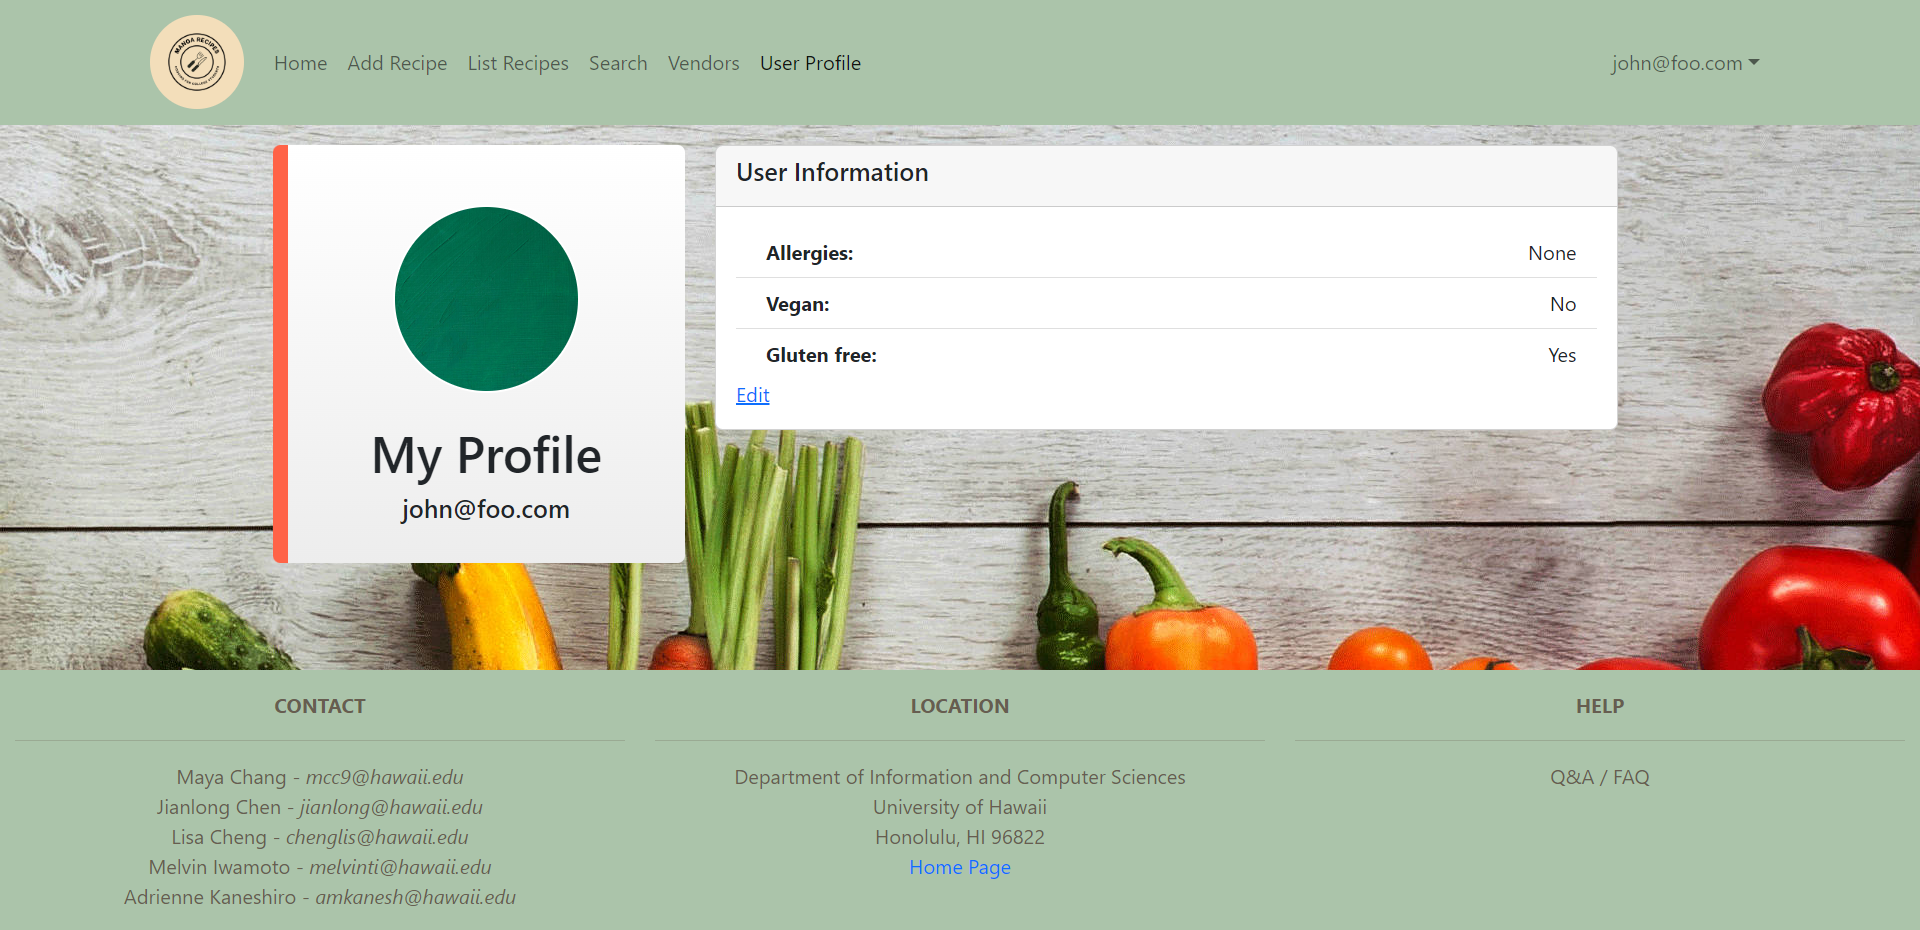 MANOA RECIPES
Home Add Recipe List Recipes Search Vendors User Profile
john@foo.com
My Profile
john@foo.com
User Information
Allergies: None
Vegan: No
Gluten free: Yes
Edit
CONTACT
Maya Chang - mcc9@hawaii.edu
Jianlong Chen - jianlong@hawaii.edu
Lisa Cheng - chenglis@hawaii.edu
Melvin Iwamoto - melvinti@hawaii.edu
Adrienne Kaneshiro - amkanesh@hawaii.edu
LOCATION
Department of Information and Computer Sciences
University of Hawaii
Honolulu, HI 96822
Home Page
HELP
Q&A / FAQ